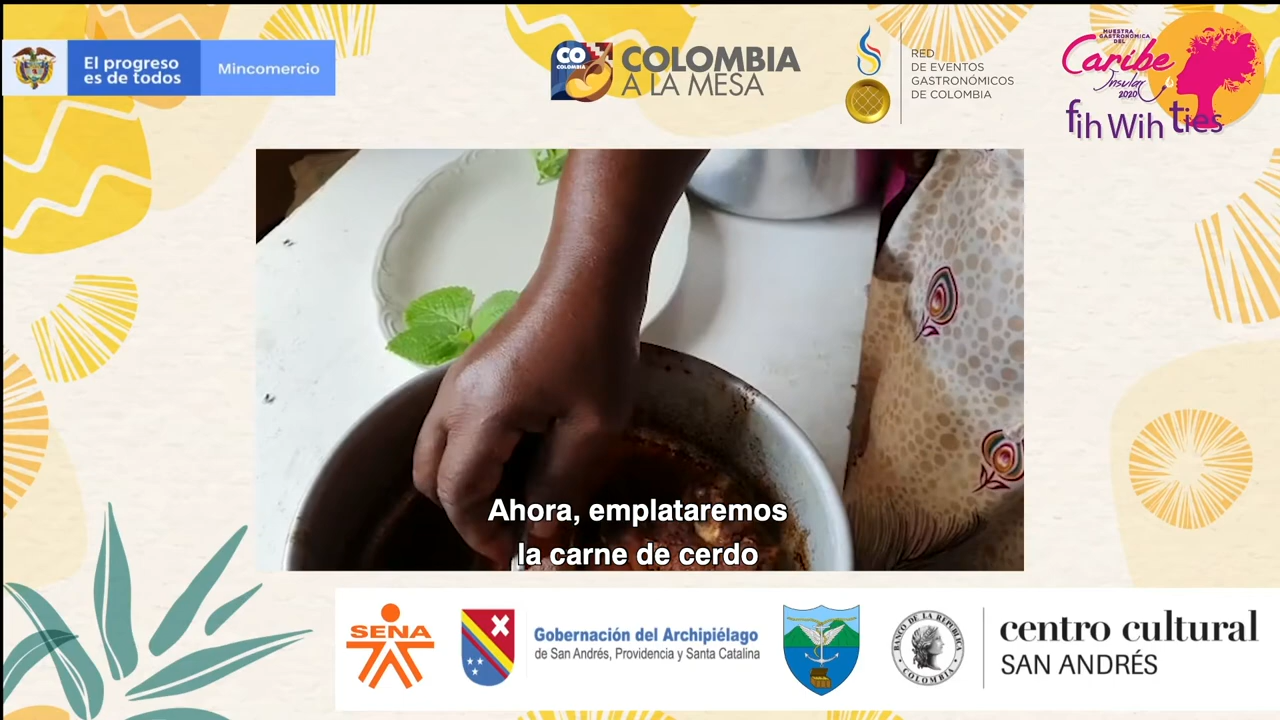 El progreso
es de todos
Mincomercio
CO
COLOMBIA
COLOMBIA
A LA MESA
RED
DE EVENTOS
GASTRONÓMICOS
DE COLOMBIA
MUESTRA
GASTRONÓMICA
DEL
Caribe
Insular
2020
fih Wih ties
Ahora, emplataremos
la carne de cerdo
SENA
Gobernación del Archipiélago
de San Andrés, Providencia y Santa Catalina
BANCO DE LA REPÚBLICA
COLOMBIA
centro cultural
SAN ANDRÉS